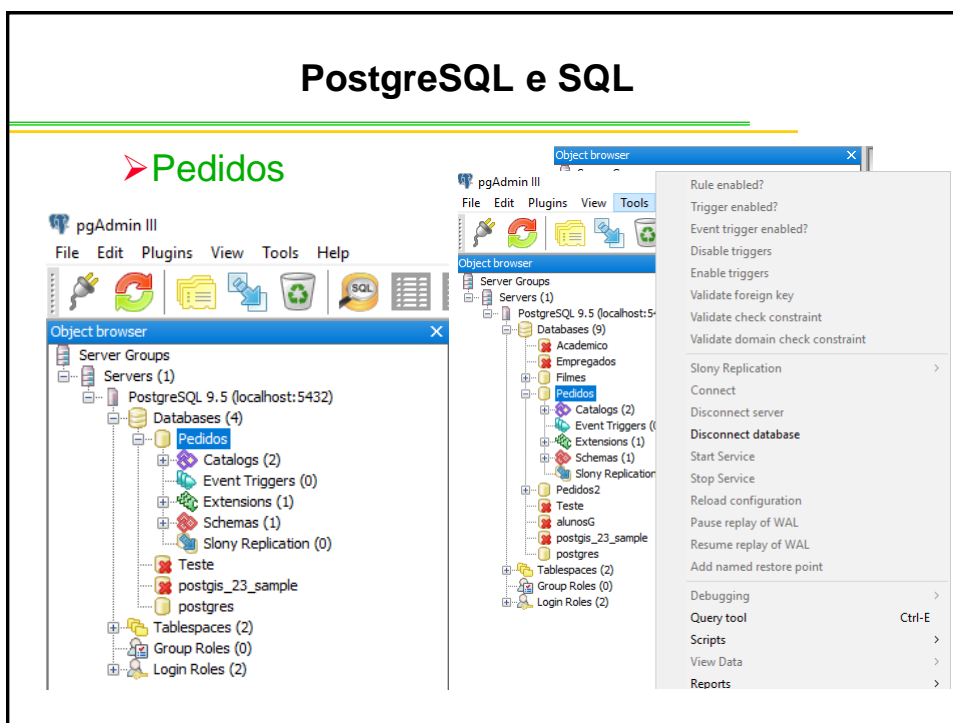 PostgreSQL e SQL
Pedidos
pgAdmin III
File Edit Plugins View Tools Help
SQL
Object browser
Server Groups
Servers (1)
PostgreSQL 9.5 (localhost:5432)
Databases (4)
Pedidos
Catalogs (2)
Event Triggers (0)
Extensions (1)
Schemas (1)
Slony Replication (0)
Teste
postgis_23_sample
postgres
Tablespaces (2)
Group Roles (0)
Login Roles (2)
Object browser
pgAdmin III
File Edit Plugins View Tools
Object browser
Server Groups
Servers (1)
PostgreSQL 9.5 (localhost:54
Databases (9)
Academico
Empregados
Filmes
Pedidos
Catalogs (2)
Event Triggers (
Extensions (1)
Schemas (1)
Slony Replication
Pedidos2
Teste
alunosG
postgis_23_sample
postgres
Tablespaces (2)
Group Roles (0)
Login Roles (2)
Rule enabled?
Trigger enabled?
Event trigger enabled?
Disable triggers
Enable triggers
Validate foreign key
Validate check constraint
Validate domain check constraint
Slony Replication
Connect
Disconnect server
Disconnect database
Start Service
Stop Service
Reload configuration
Pause replay of WAL
Resume replay of WAL
Add named restore point
Debugging
Query tool Ctrl-E
Scripts
View Data
Reports